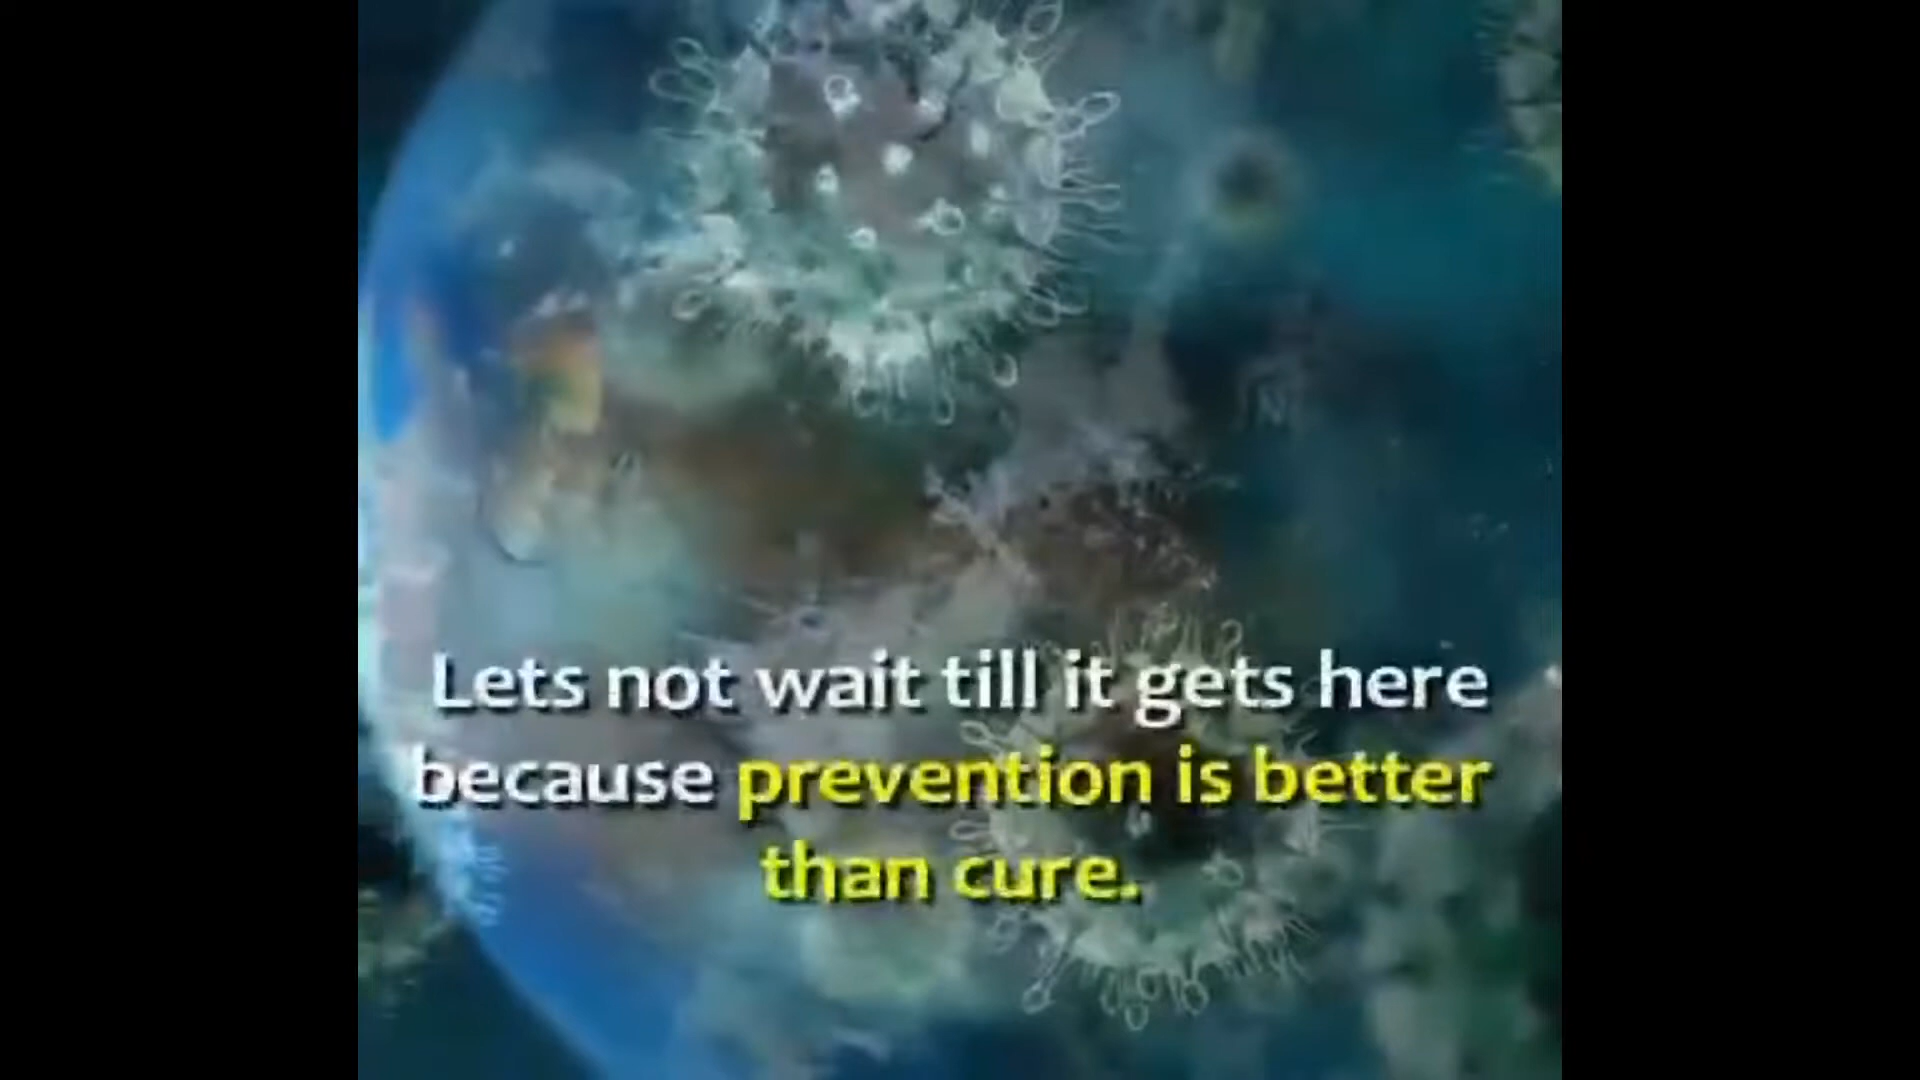 Lets not wait till it gets here
because prevention is better
than cure.